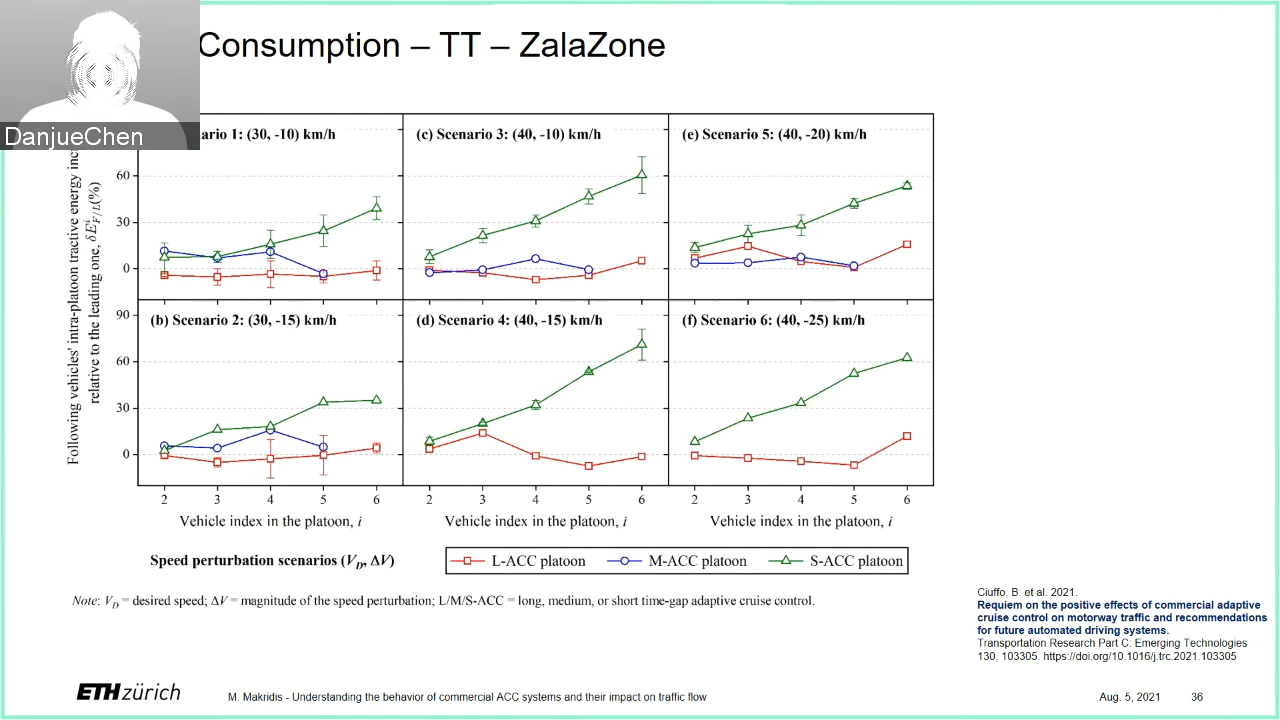 Consumption – TT – ZalaZone
DanjueChen
ario 1: (30, -10) km/h
(c) Scenario 3: (40, -10) km/h
(e) Scenario 5: (40, -20) km/h
Following vehicles' intra-platoon tractive energy inc
relative to the leading one, δE^i_{F/L}(%)
60
30
0
(b) Scenario 2: (30, -15) km/h
(d) Scenario 4: (40, -15) km/h
(f) Scenario 6: (40, -25) km/h
90
60
30
0
2 3 4 5 6 2 3 4 5 6 2 3 4 5 6
Vehicle index in the platoon, i
Vehicle index in the platoon, i
Vehicle index in the platoon, i
Speed perturbation scenarios (V_D, ΔV)
L-ACC platoon M-ACC platoon S-ACC platoon
Note: V_D = desired speed; ΔV = magnitude of the speed perturbation; L/M/S-ACC = long, medium, or short time-gap adaptive cruise control.
Ciuffo, B. et al. 2021.
Requiem on the positive effects of commercial adaptive
cruise control on motorway traffic and recommendations
for future automated driving systems.
Transportation Research Part C: Emerging Technologies
130, 103305. https://doi.org/10.1016/j.trc.2021.103305
ETH zürich
M. Makridis - Understanding the behavior of commercial ACC systems and their impact on traffic flow
Aug. 5, 2021
36